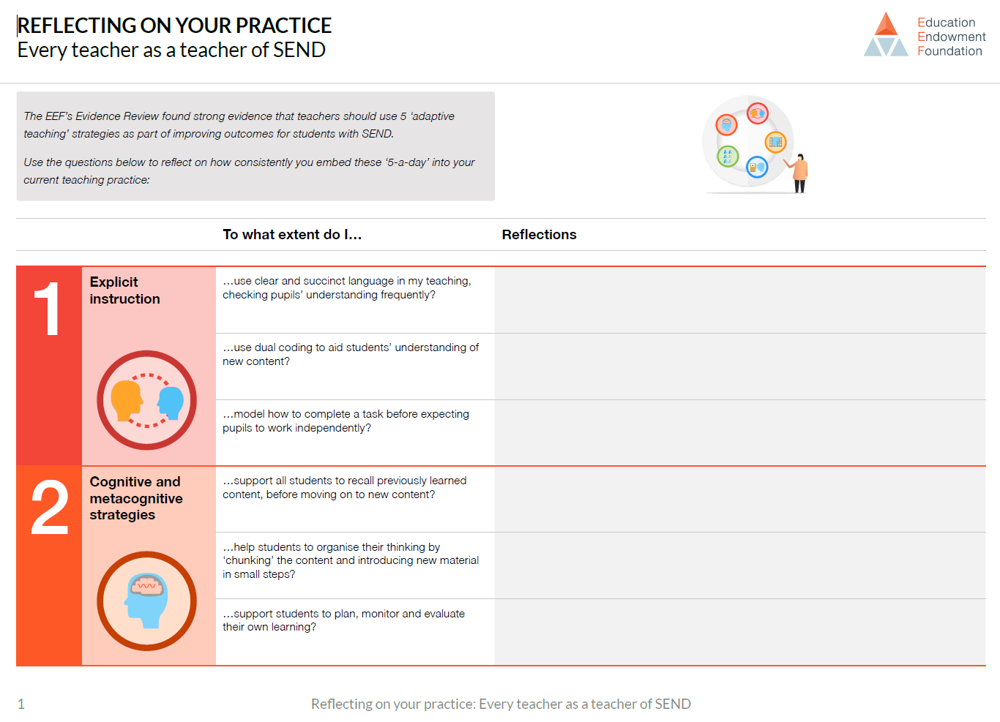 REFLECTING ON YOUR PRACTICE
Every teacher as a teacher of SEND
Education
Endowment
Foundation
The EEF's Evidence Review found strong evidence that teachers should use 5 ‘adaptive
teaching’ strategies as part of improving outcomes for students with SEND.
Use the questions below to reflect on how consistently you embed these ‘5-a-day’ into your
current teaching practice:
To what extent do I…
Reflections
1
Explicit
instruction
…use clear and succinct language in my teaching,
checking pupils’ understanding frequently?
…use dual coding to aid students’ understanding of
new content?
…model how to complete a task before expecting
pupils to work independently?
2
Cognitive and
metacognitive
strategies
…support all students to recall previously learned
content, before moving on to new content?
…help students to organise their thinking by
‘chunking’ the content and introducing new material
in small steps?
…support students to plan, monitor and evaluate
their own learning?
1
Reflecting on your practice: Every teacher as a teacher of SEND